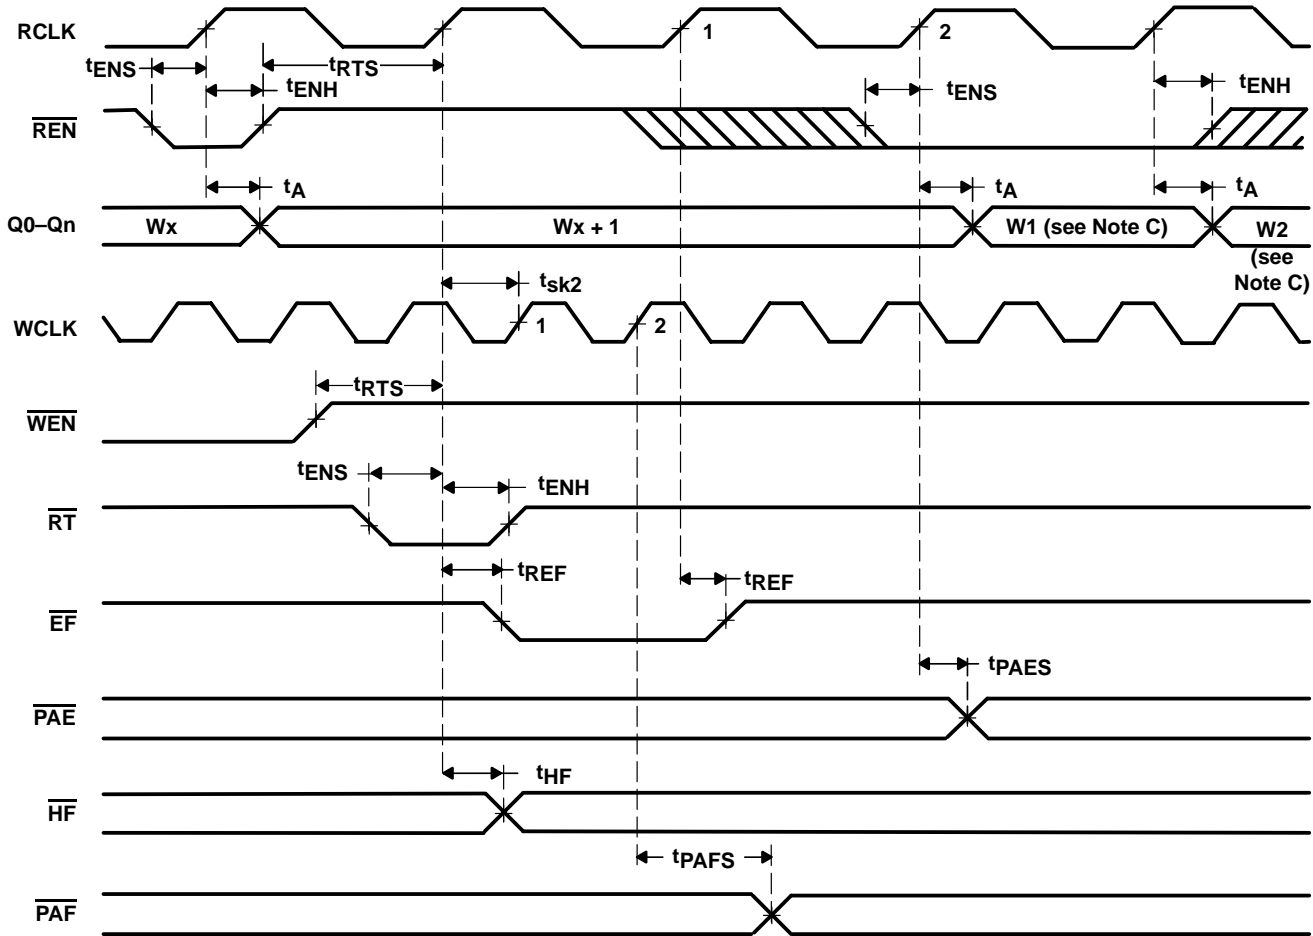 RCLK
1
2
tENS
tRTS
tENH
tENS
tENH
REN
tA
tA
tA
Q0–Qn
Wx
Wx + 1
W1 (see Note C)
W2
(see
Note C)
tsk2
WCLK
1
2
tRTS
WEN
tENS
tENH
RT
tREF
tREF
EF
tPAES
PAE
tHF
HF
tPAFS
PAF